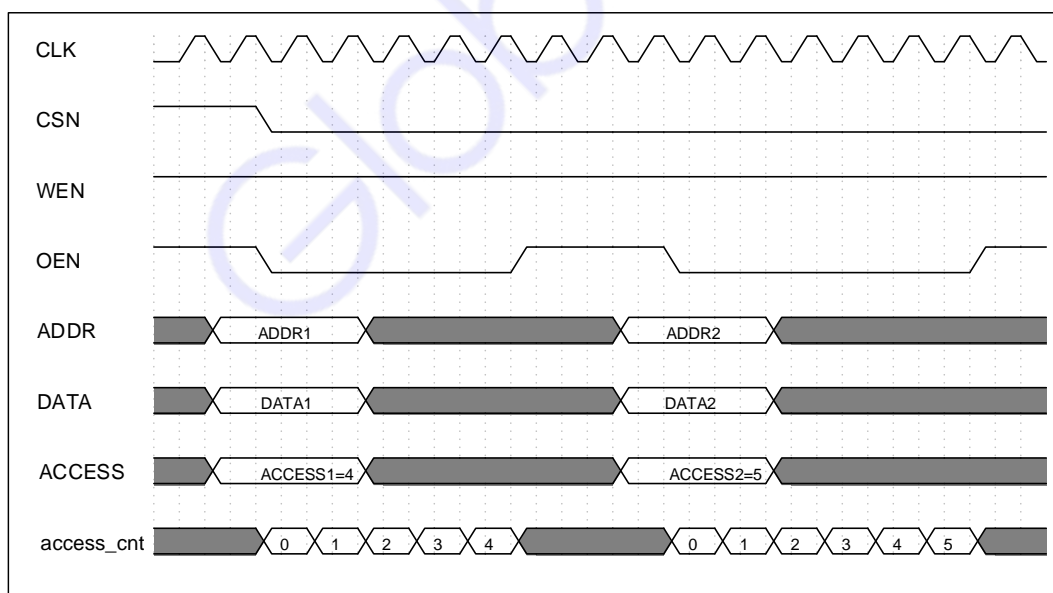 CLK
CSN
WEN
OEN
ADDR ADDR1 ADDR2
DATA DATA1 DATA2
ACCESS ACCESS1=4 ACCESS2=5
access_cnt 0 1 2 3 4 0 1 2 3 4 5
Glob